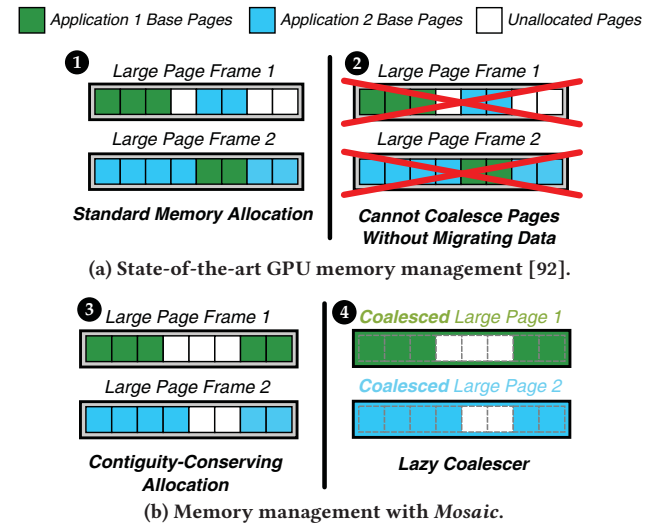 Application 1 Base Pages Application 2 Base Pages Unallocated Pages
1
Large Page Frame 1
Large Page Frame 2
Standard Memory Allocation
2
Large Page Frame 1
Large Page Frame 2
Cannot Coalesce Pages
Without Migrating Data
(a) State-of-the-art GPU memory management [92].
3
Large Page Frame 1
Large Page Frame 2
Contiguity-Conserving
Allocation
4
Coalesced Large Page 1
Coalesced Large Page 2
Lazy Coalescer
(b) Memory management with Mosaic.